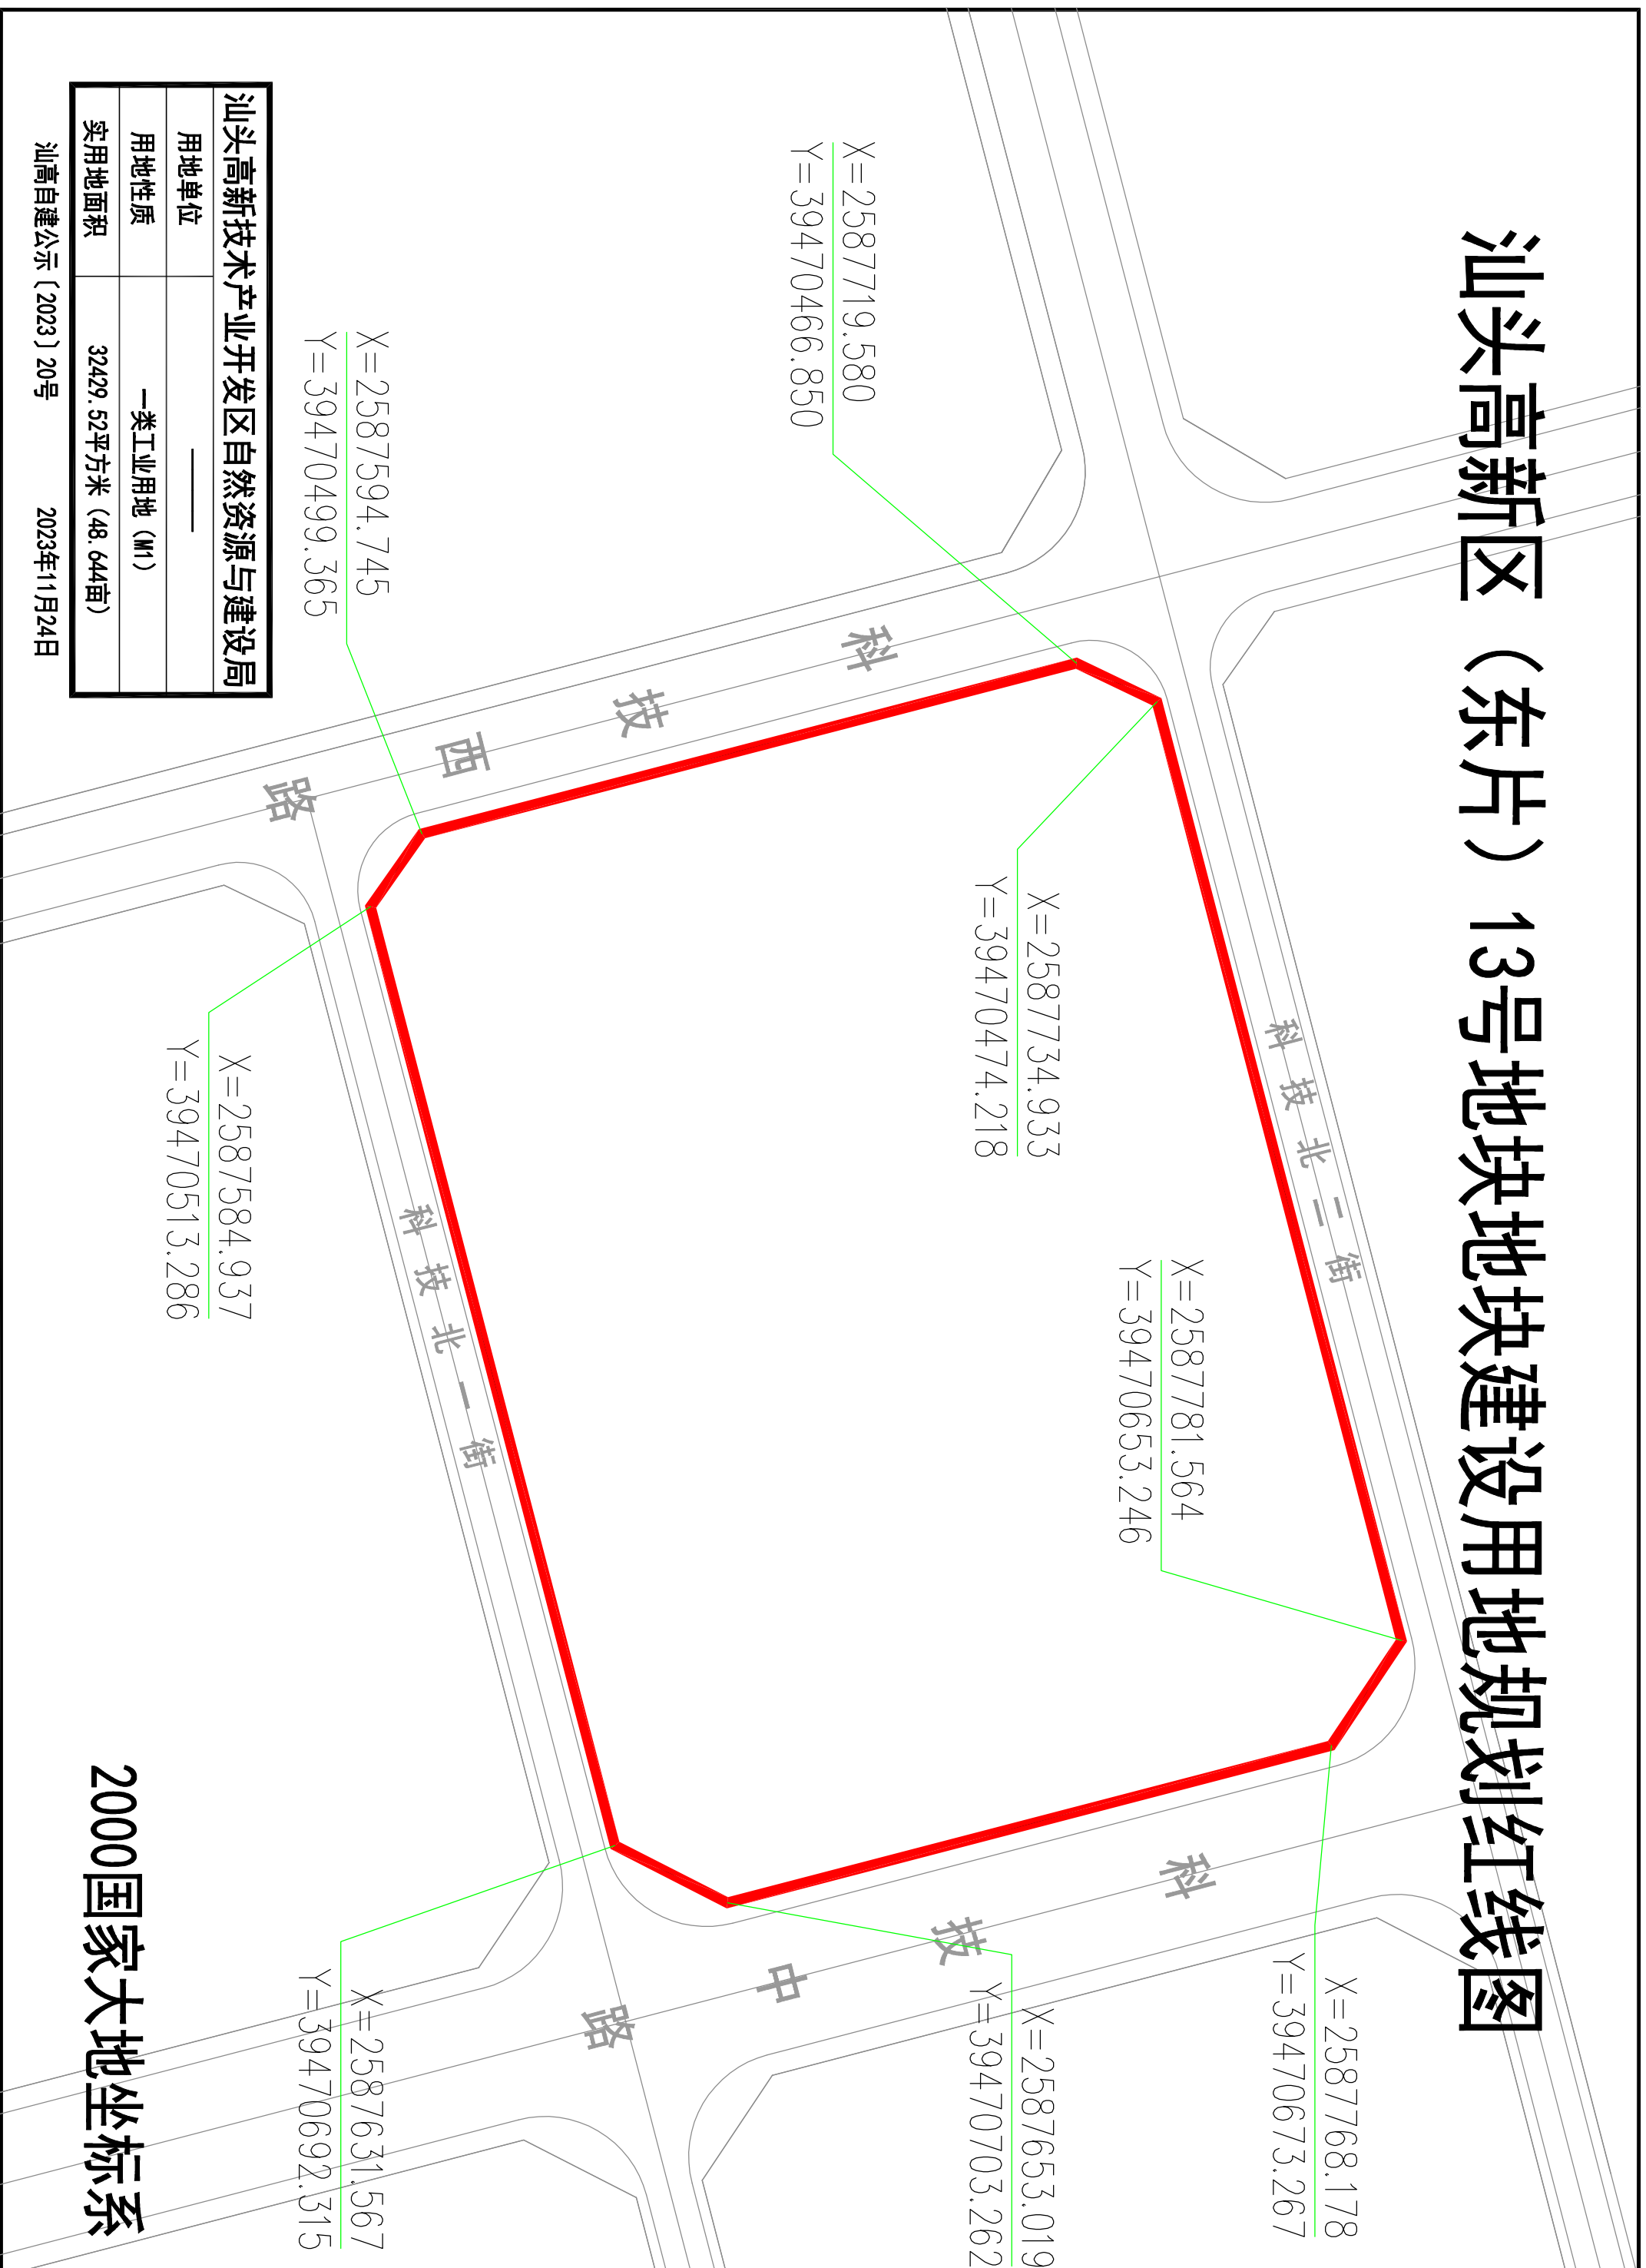 汕头高新区（东片）13号地块地块建设用地规划红线图
X=2587719.580
Y=39470466.850
X=2587734.933
Y=39470474.218
X=2587781.564
Y=39470653.246
X=2587768.178
Y=39470673.267
X=2587653.019
Y=39470703.262
X=2587631.567
Y=39470692.315
X=2587584.937
Y=39470513.286
X=2587594.745
Y=39470499.365
科技北二街
科技西路
科技中路
科技北一街
汕头高新技术产业开发区自然资源与建设局
用地单位 ——
用地性质 一类工业用地（M1）
实用地面积 32429.52平方米（48.644亩）
汕高自建公示〔2023〕20号 2023年11月24日
2000国家大地坐标系